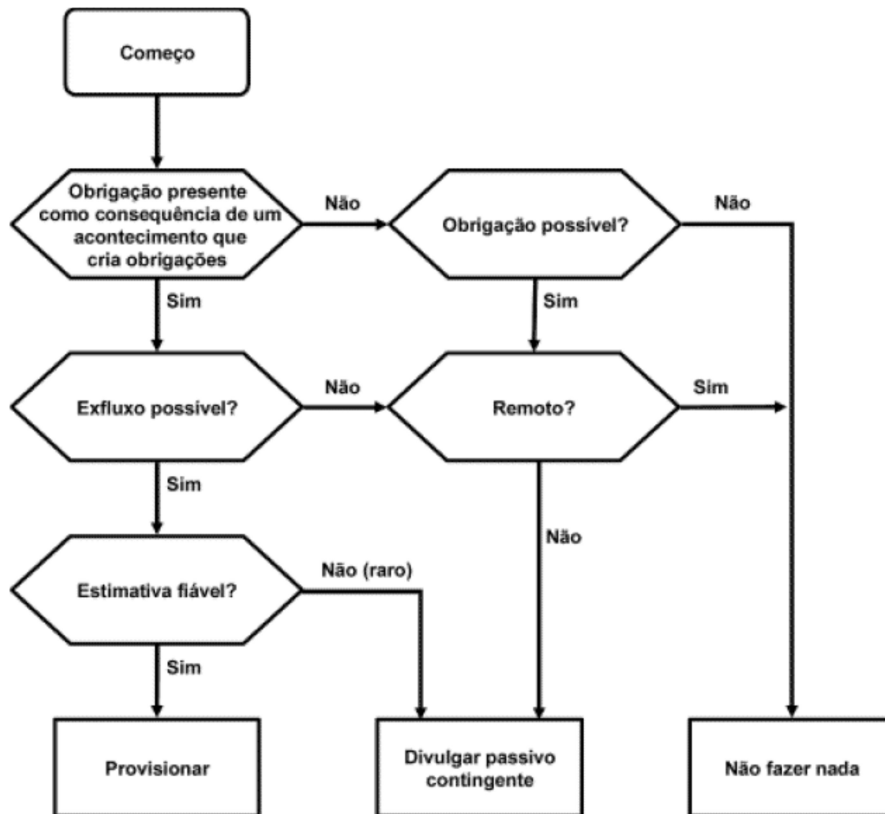 Começo
Obrigação presente
como consequência de um
acontecimento que
cria obrigações
Não
Obrigação possível?
Não
Sim
Sim
Exfluxo possível?
Não
Remoto?
Sim
Sim
Não
Estimativa fiável?
Não (raro)
Sim
Provisionar
Divulgar passivo
contingente
Não fazer nada